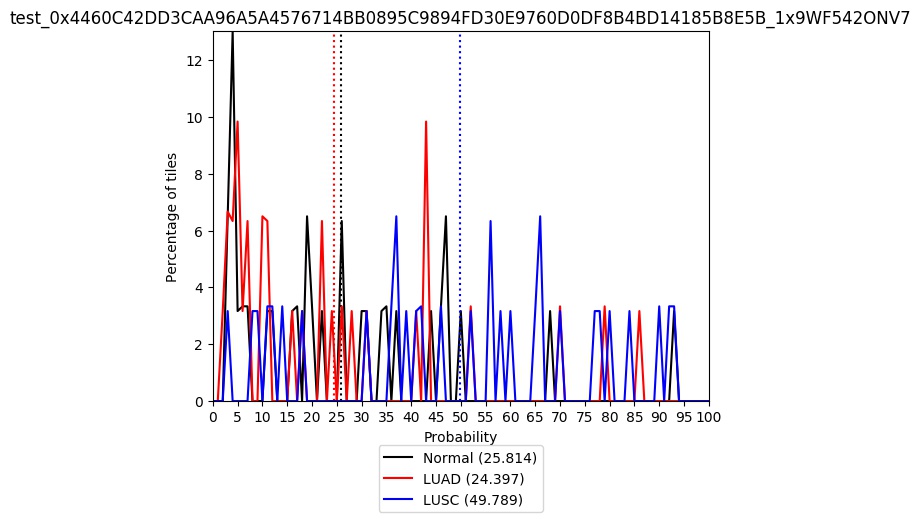 test_0x4460C42DD3CAA96A5A4576714BB0895C9894FD30E9760D0DF8B4BD14185B8E5B_1x9WF542ONV7
12
10
8
6
4
2
0
Percentage of tiles
0 5 10 15 20 25 30 35 40 45 50 55 60 65 70 75 80 85 90 95 100
Probability
Normal (25.814)
LUAD (24.397)
LUSC (49.789)